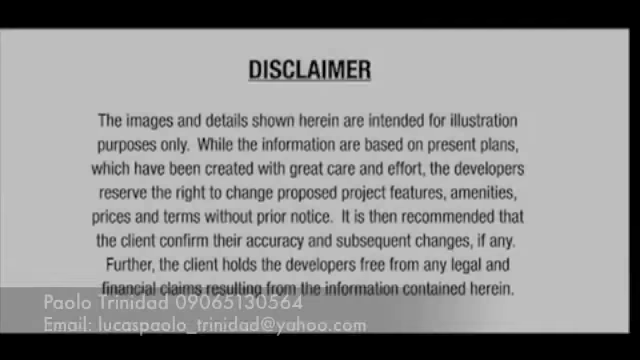 DISCLAIMER
The images and details shown herein are intended for illustration
purposes only. While the information are based on present plans,
which have been created with great care and effort, the developers
reserve the right to change proposed project features, amenities,
prices and terms without prior notice. It is then recommended that
the client confirm their accuracy and subsequent changes, if any.
Further, the client holds the developers free from any legal and
financial claims resulting from the information contained herein.
Paolo Trinidad 09065130564
Email: lucaspaolo_trinidad@yahoo.com